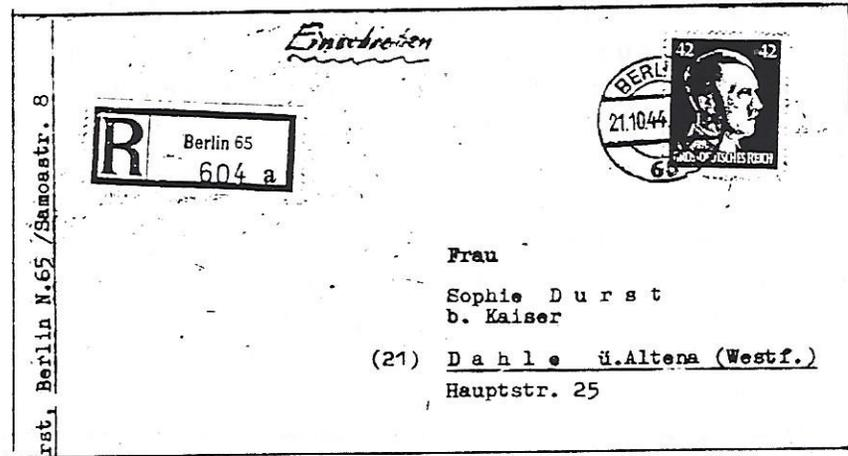 Einschreiben
42 42
BERLI
21.10.44
65
DEUTSCHES REICH
R Berlin 65
604 a
rst, Berlin N.65 /Samoastr. 8
Frau
Sophie Durst
b. Kaiser
(21) Dahle ü.Altena (Westf.)
Hauptstr. 25